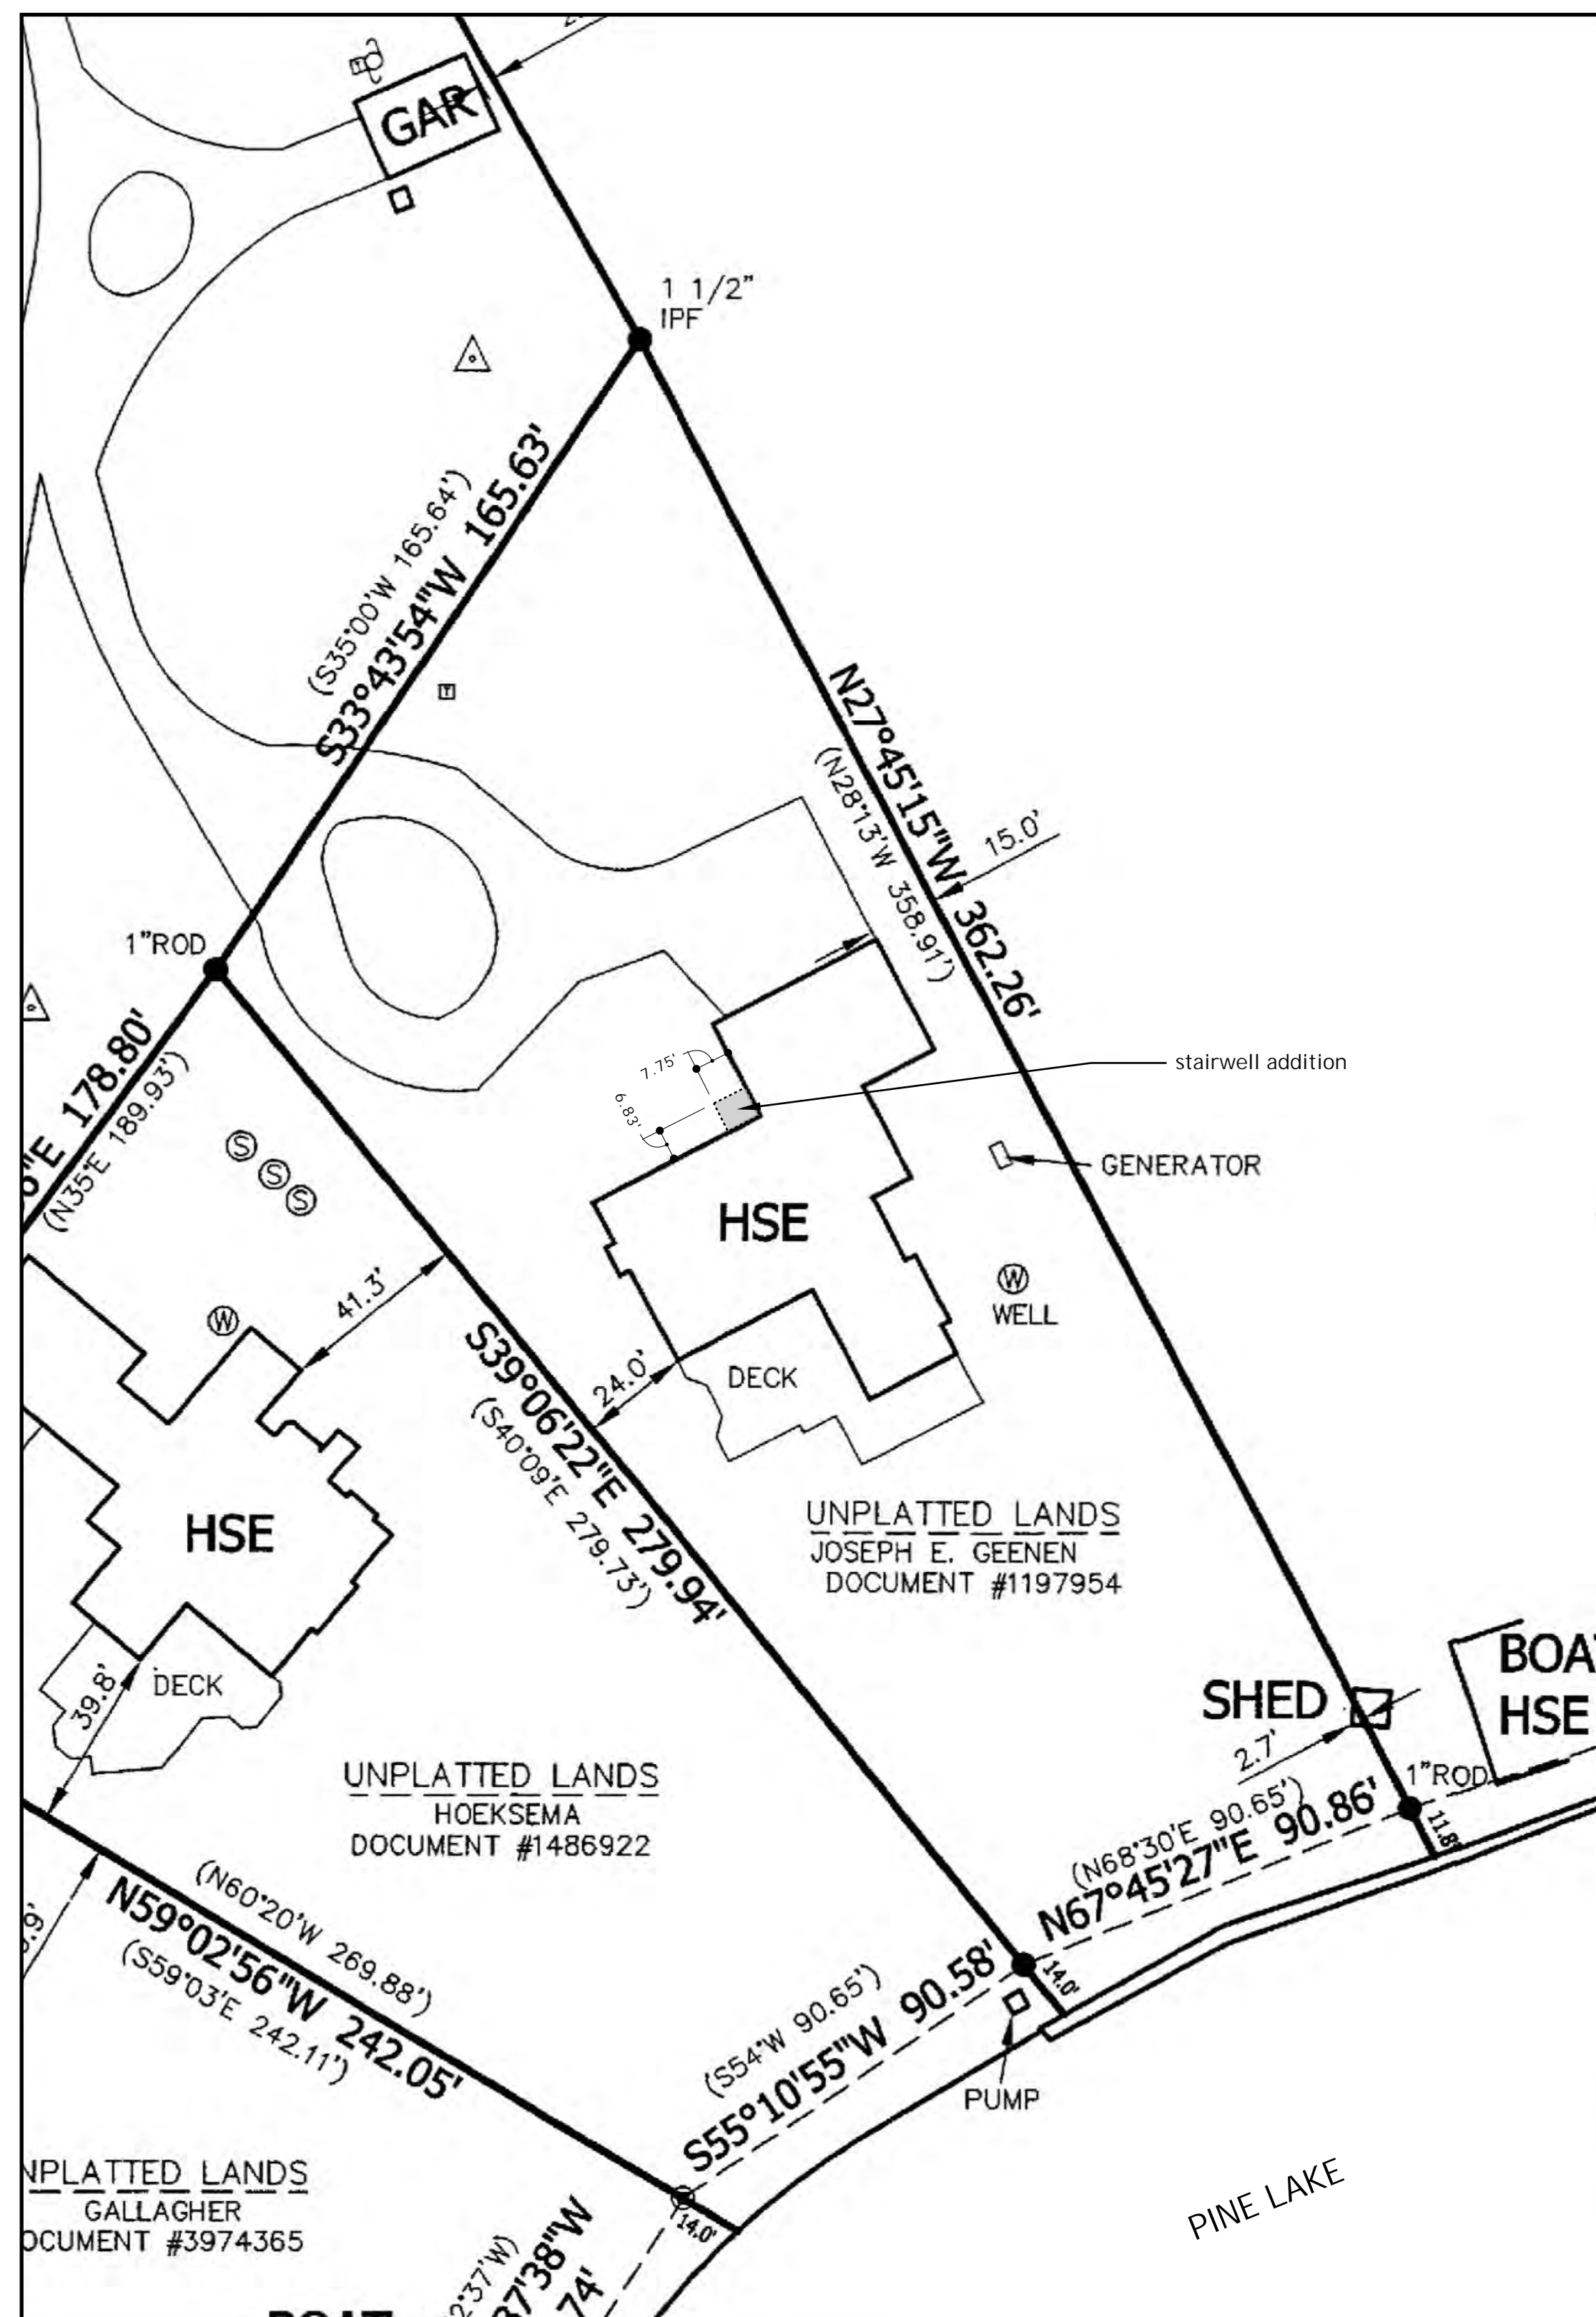 GAR
1 1/2"
IPF
(S35°00'W 165.64')
S33°43'54"W 165.63'
N27°45'15"W 362.26'
(N28°13'W 358.91')
15.0'
1"ROD
178.80'
(N35°E 189.93')
S
S
S
7.75'
6.83'
stairwell addition
GENERATOR
HSE
W
WELL
W
41.3'
24.0'
DECK
S39°06'22"E 279.94'
(S40°09'E 279.73')
HSE
UNPLATTED LANDS
JOSEPH E. GEENEN
DOCUMENT #1197954
39.8'
DECK
SHED
2.7'
HSE
1"ROD
11.8'
UNPLATTED LANDS
HOEKSEMA
DOCUMENT #1486922
(N68°30'E 90.65')
N67°45'27"E 90.86'
(N60°20'W 269.88')
N59°02'56"W 242.05'
(S59°03'E 242.11')
14.0'
(S54°W 90.65')
S55°10'55"W 90.58'
PUMP
NPLATTED LANDS
GALLAGHER
OCUMENT #3974365
14.0'
PINE LAKE